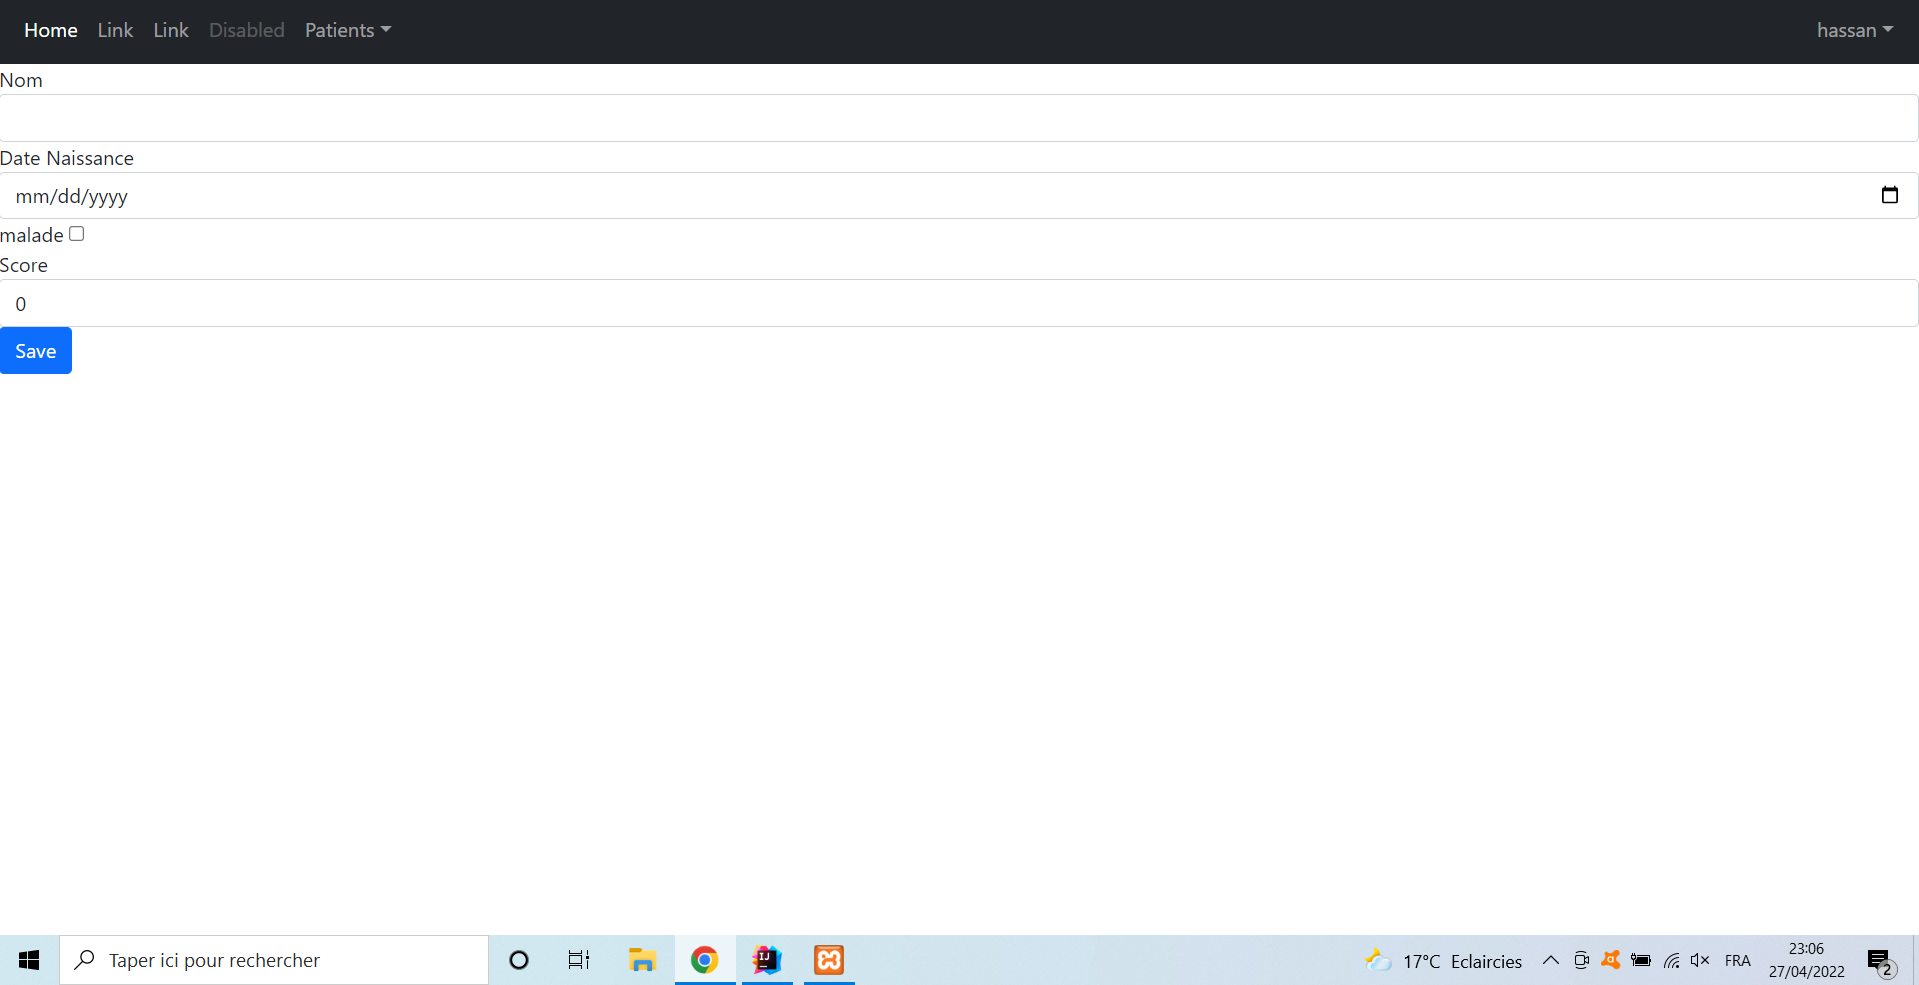 Home Link Link Disabled Patients hassan
Nom
Date Naissance
mm/dd/yyyy
malade
Score
0
Save
Taper ici pour rechercher
IJ
17°C Eclaircies
FRA
23:06
27/04/2022
2